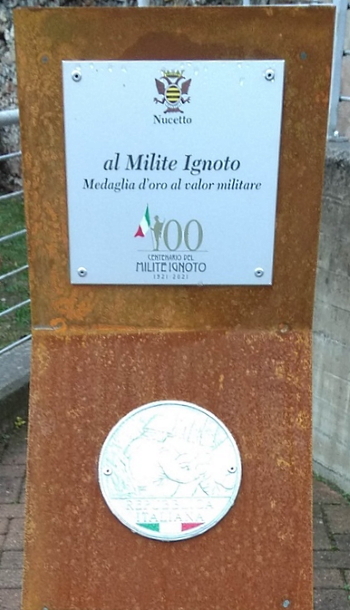 Nucetto
al Milite Ignoto
Medaglia d'oro al valor militare
100
CENTENARIO DEL
MILITE IGNOTO
1921-2021
REPUBBLICA
ITALIANA